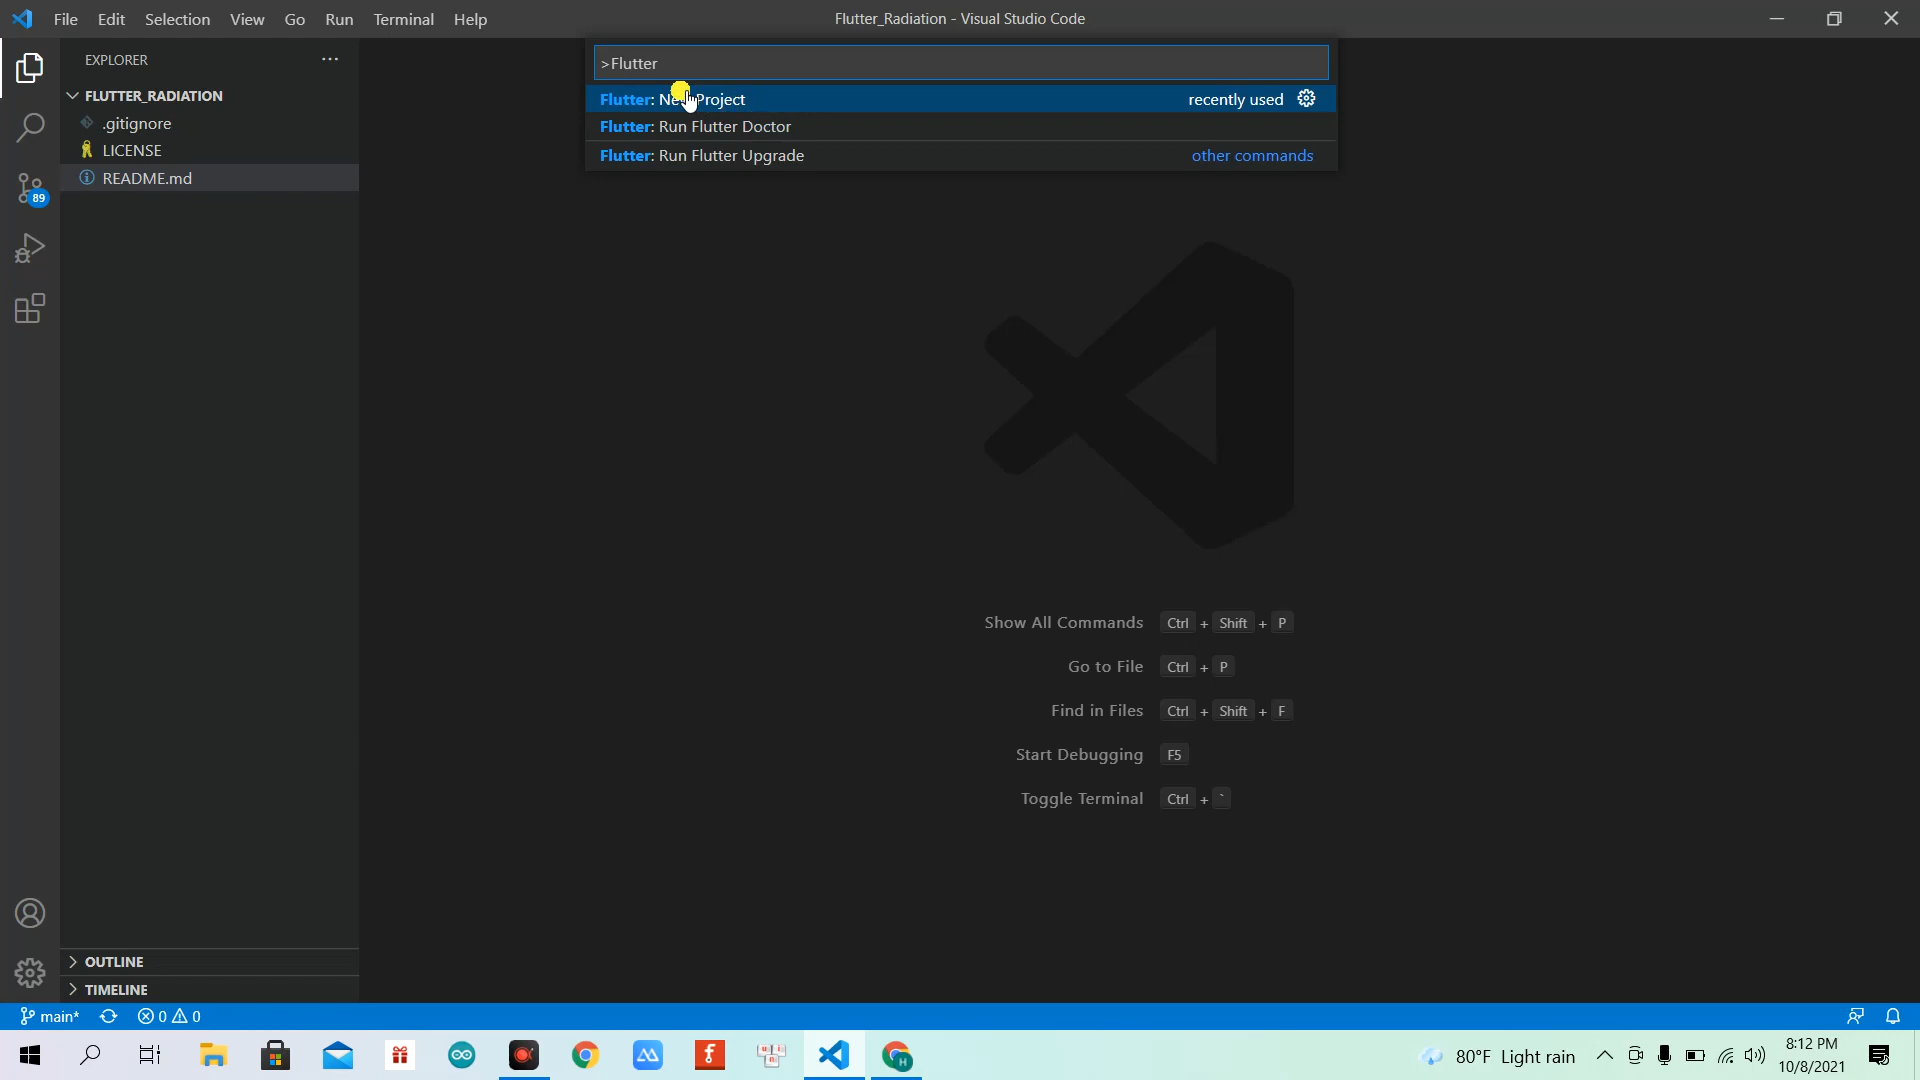 File Edit Selection View Go Run Terminal Help
Flutter_Radiation - Visual Studio Code
EXPLORER
>Flutter
FLUTTER_RADIATION
Flutter: Project recently used
.gitignore
Flutter: Run Flutter Doctor
LICENSE
Flutter: Run Flutter Upgrade other commands
README.md
89
Show All Commands Ctrl + Shift + P
Go to File Ctrl + P
Find in Files Ctrl + Shift + F
Start Debugging F5
Toggle Terminal Ctrl + `
OUTLINE
TIMELINE
main* 0 0
80°F Light rain
8:12 PM
10/8/2021